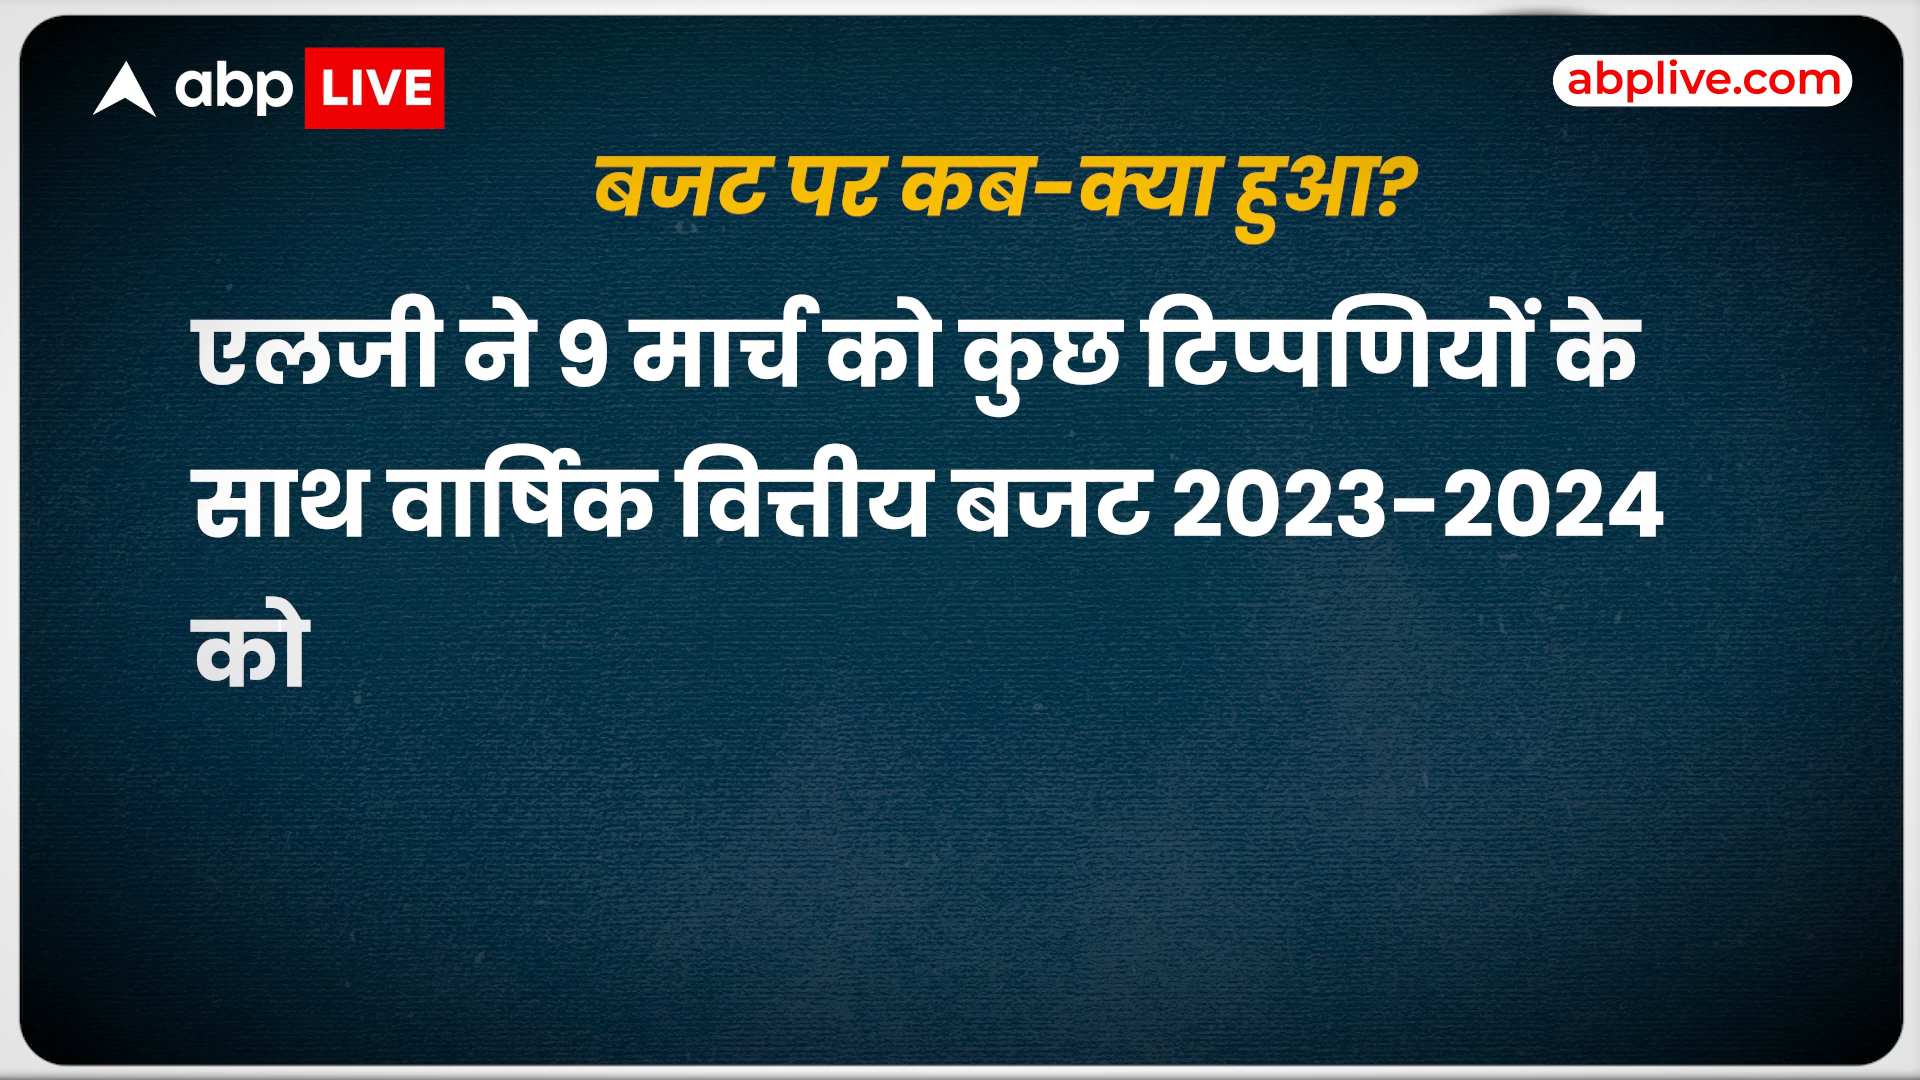 abp LIVE
abplive.com
बजट पर कब-क्या हुआ?
एलजी ने 9 मार्च को कुछ टिप्पणियों के
साथ वार्षिक वित्तीय बजट 2023-2024
को